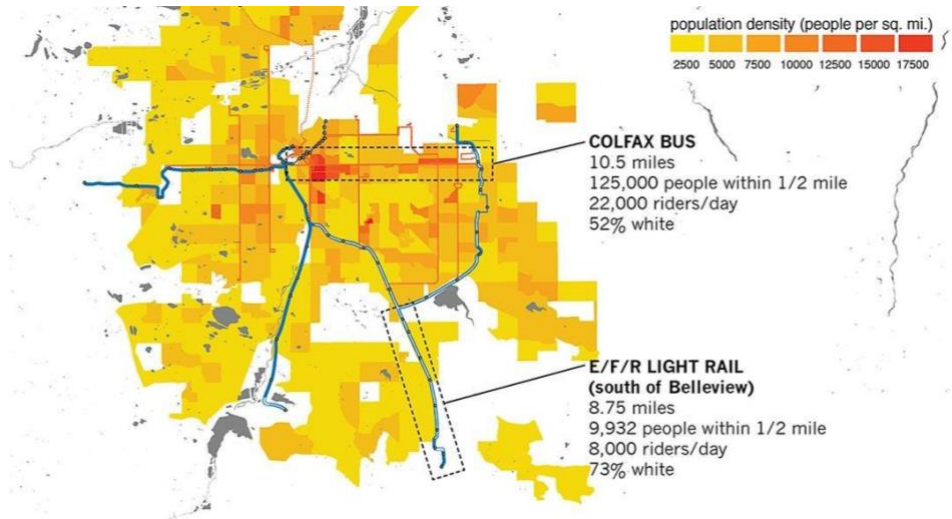 population density (people per sq. mi.)
2500 5000 7500 10000 12500 15000 17500
COLFAX BUS
10.5 miles
125,000 people within 1/2 mile
22,000 riders/day
52% white
E/F/R LIGHT RAIL
(south of Belleview)
8.75 miles
9,932 people within 1/2 mile
8,000 riders/day
73% white